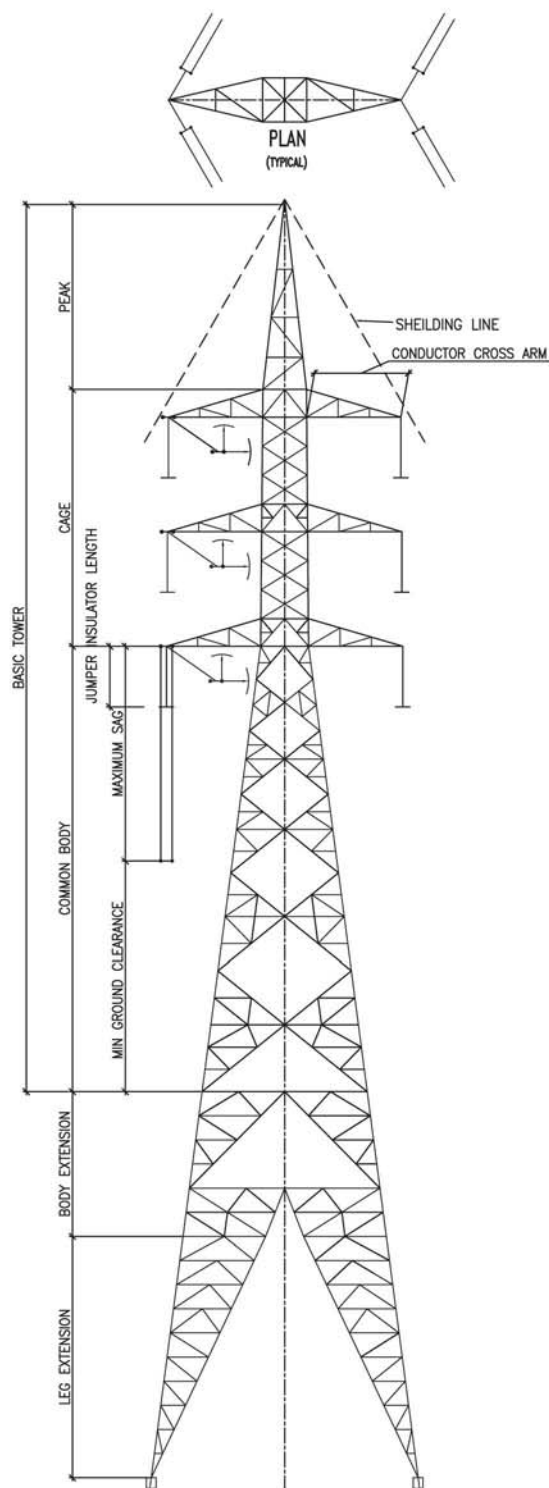 PLAN
(TYPICAL)
PEAK
SHEILDING LINE
CONDUCTOR CROSS ARM
CAGE
BASIC TOWER
JUMPER INSULATOR LENGTH
MAXIMUM SAG
COMMON BODY
MIN GROUND CLEARANCE
BODY EXTENSION
LEG EXTENSION